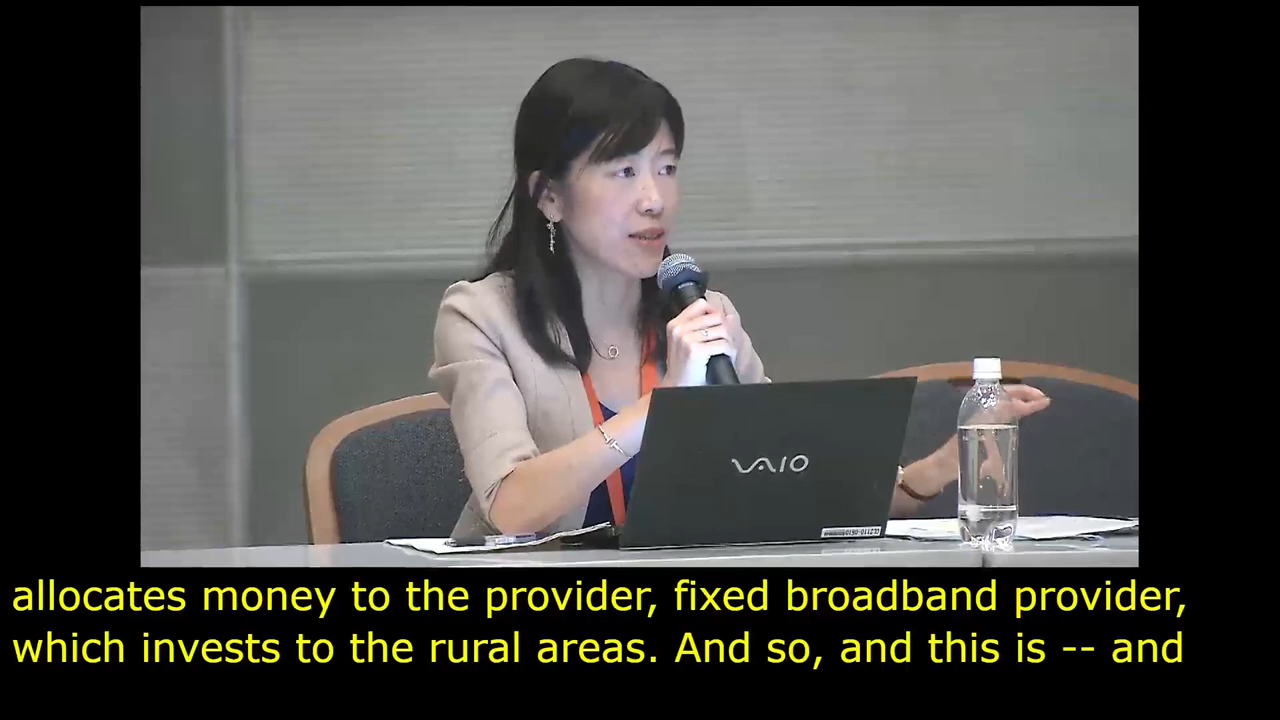 VAIO
allocates money to the provider, fixed broadband provider,
which invests to the rural areas. And so, and this is -- and